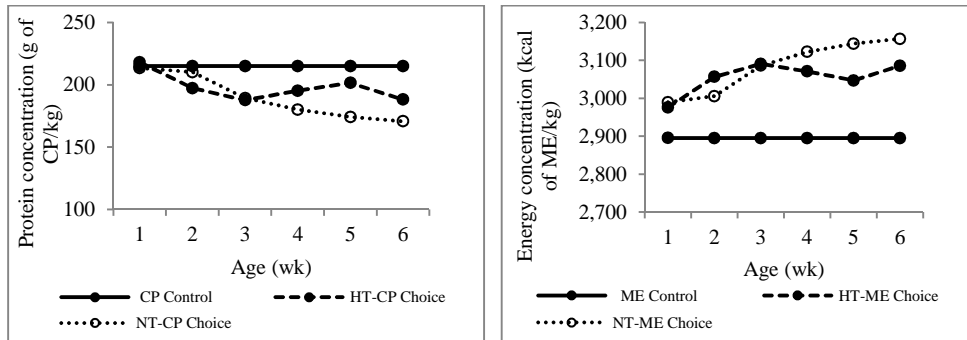 Protein concentration (g of
CP/kg)
250
200
150
100
1 2 3 4 5 6
Age (wk)
CP Control HT-CP Choice
NT-CP Choice
Energy concentration (kcal
of ME/kg)
3,200
3,100
3,000
2,900
2,800
2,700
1 2 3 4 5 6
Age (wk)
ME Control HT-ME Choice
NT-ME Choice